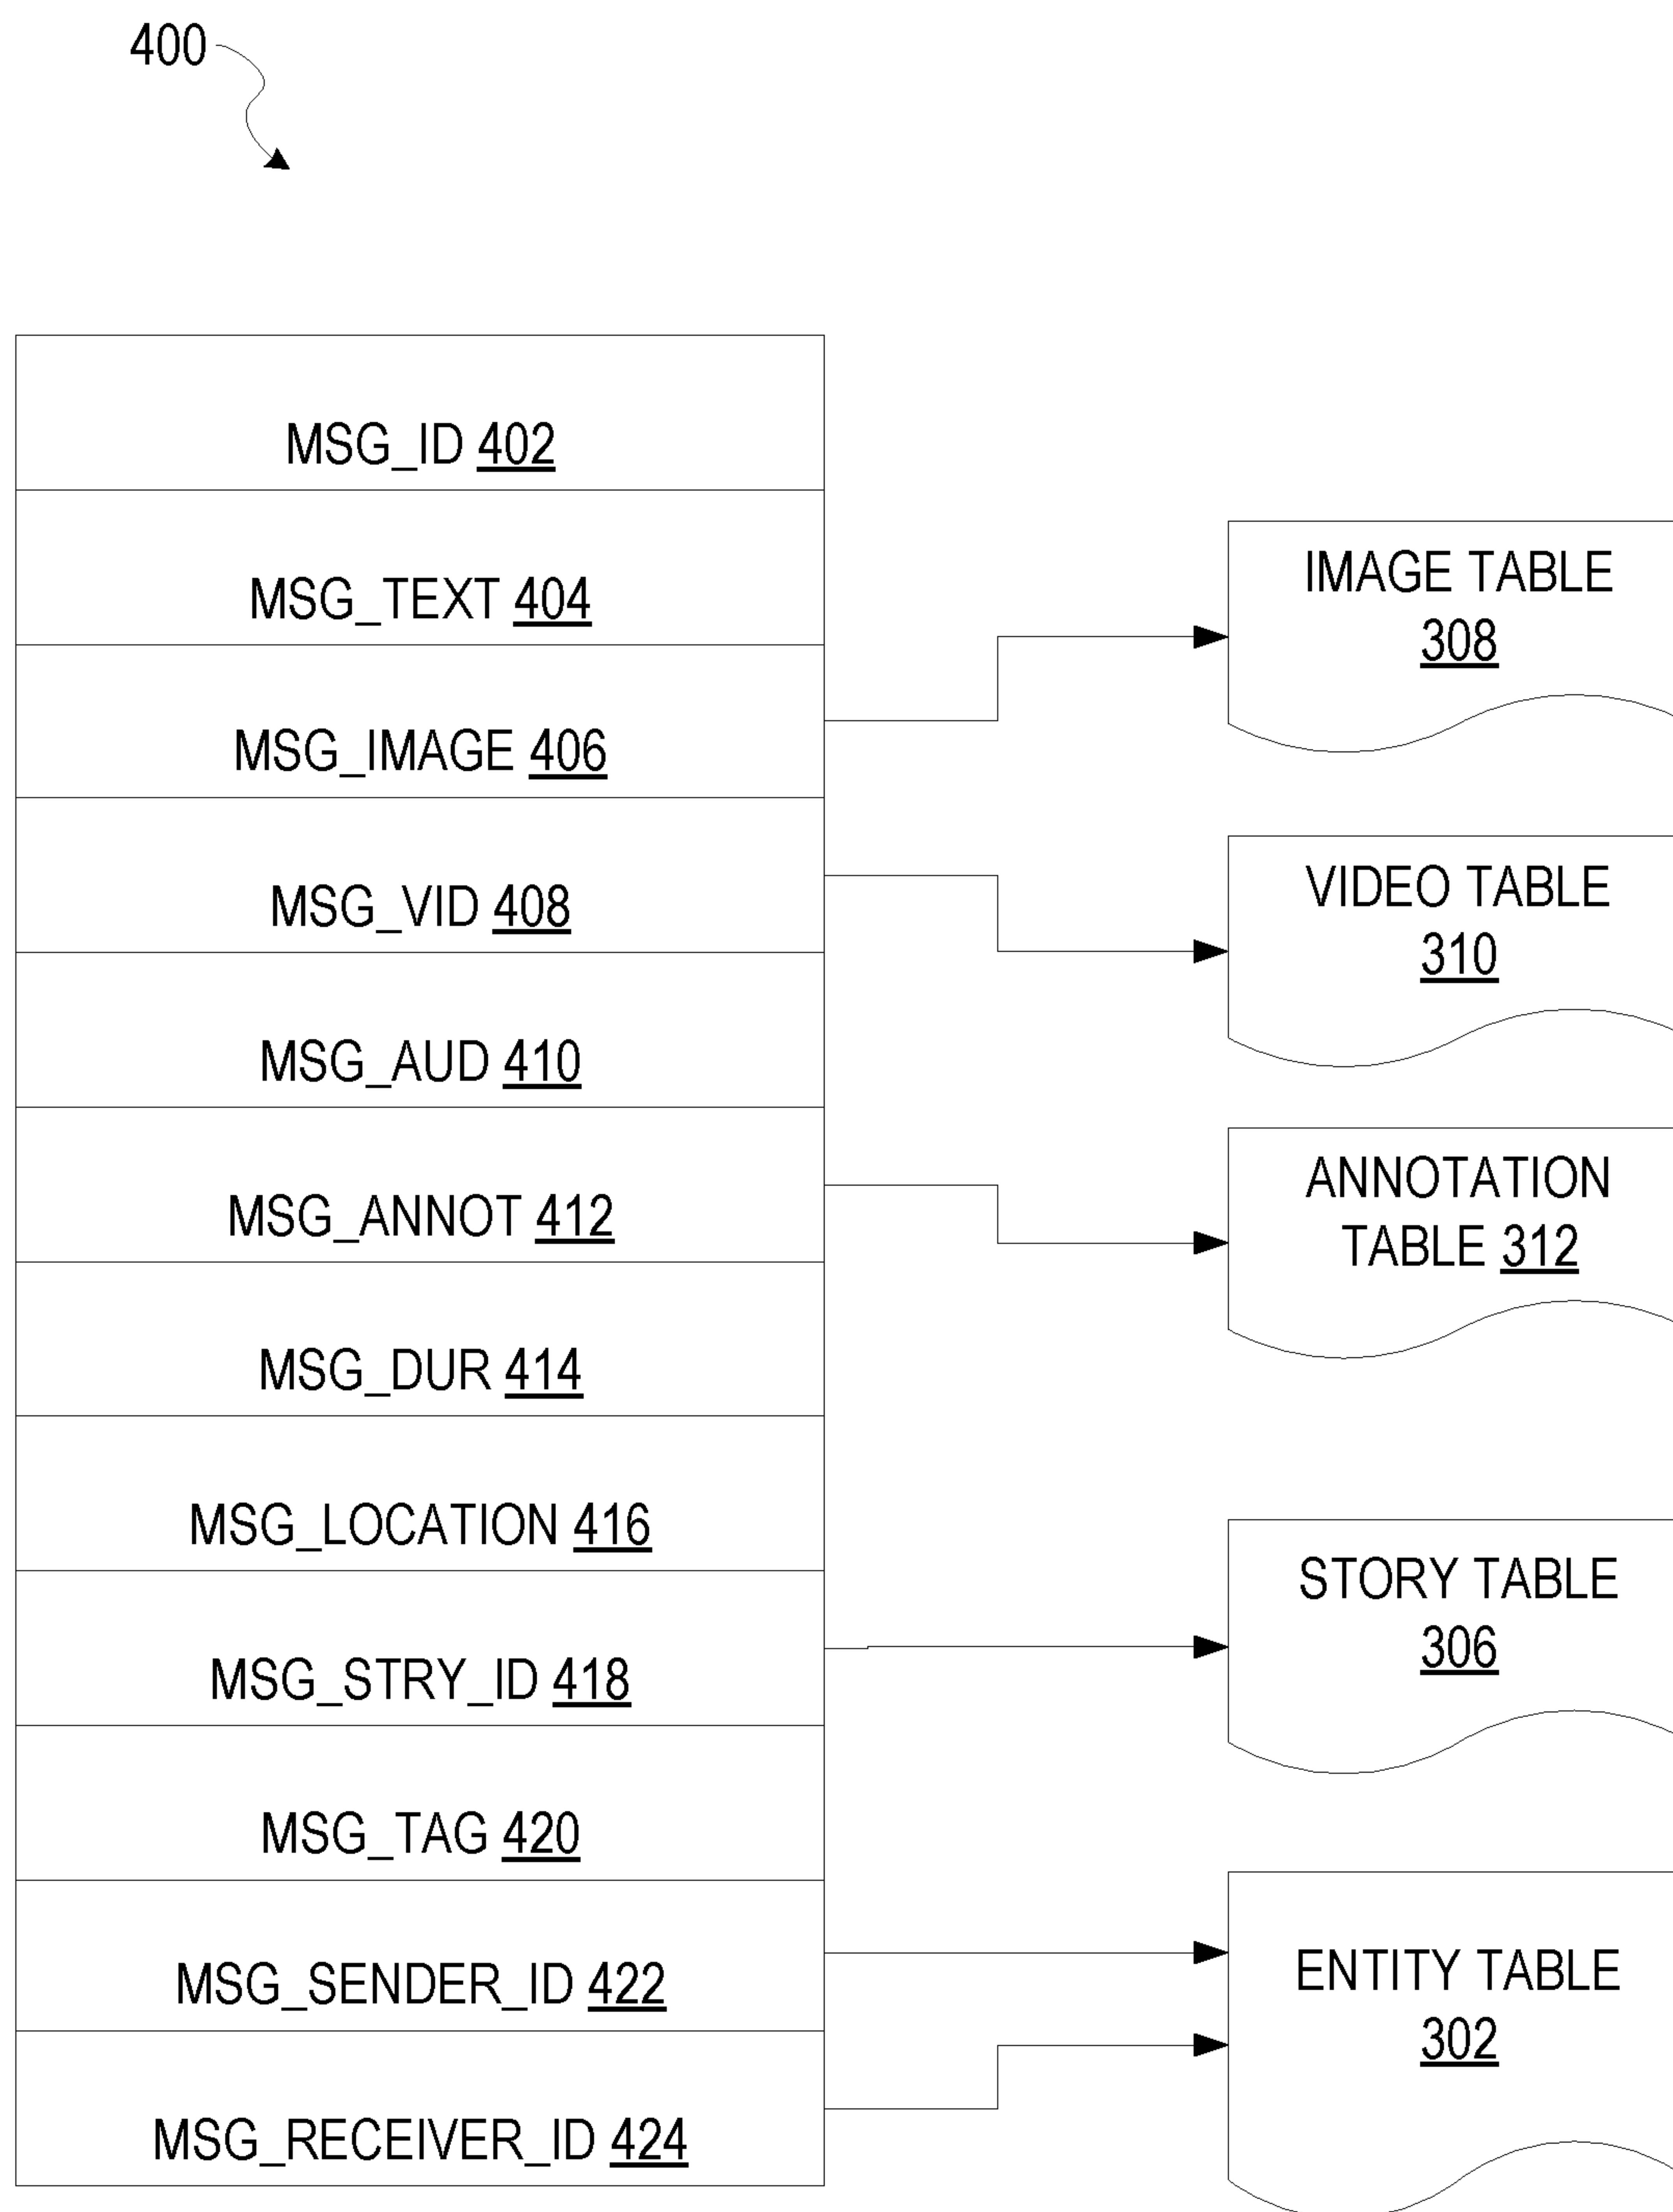 400
MSG_ID 402
MSG_TEXT 404
MSG_IMAGE 406
MSG_VID 408
MSG_AUD 410
MSG_ANNOT 412
MSG_DUR 414
MSG_LOCATION 416
MSG_STRY_ID 418
MSG_TAG 420
MSG_SENDER_ID 422
MSG_RECEIVER_ID 424
IMAGE TABLE
308
VIDEO TABLE
310
ANNOTATION
TABLE 312
STORY TABLE
306
ENTITY TABLE
302